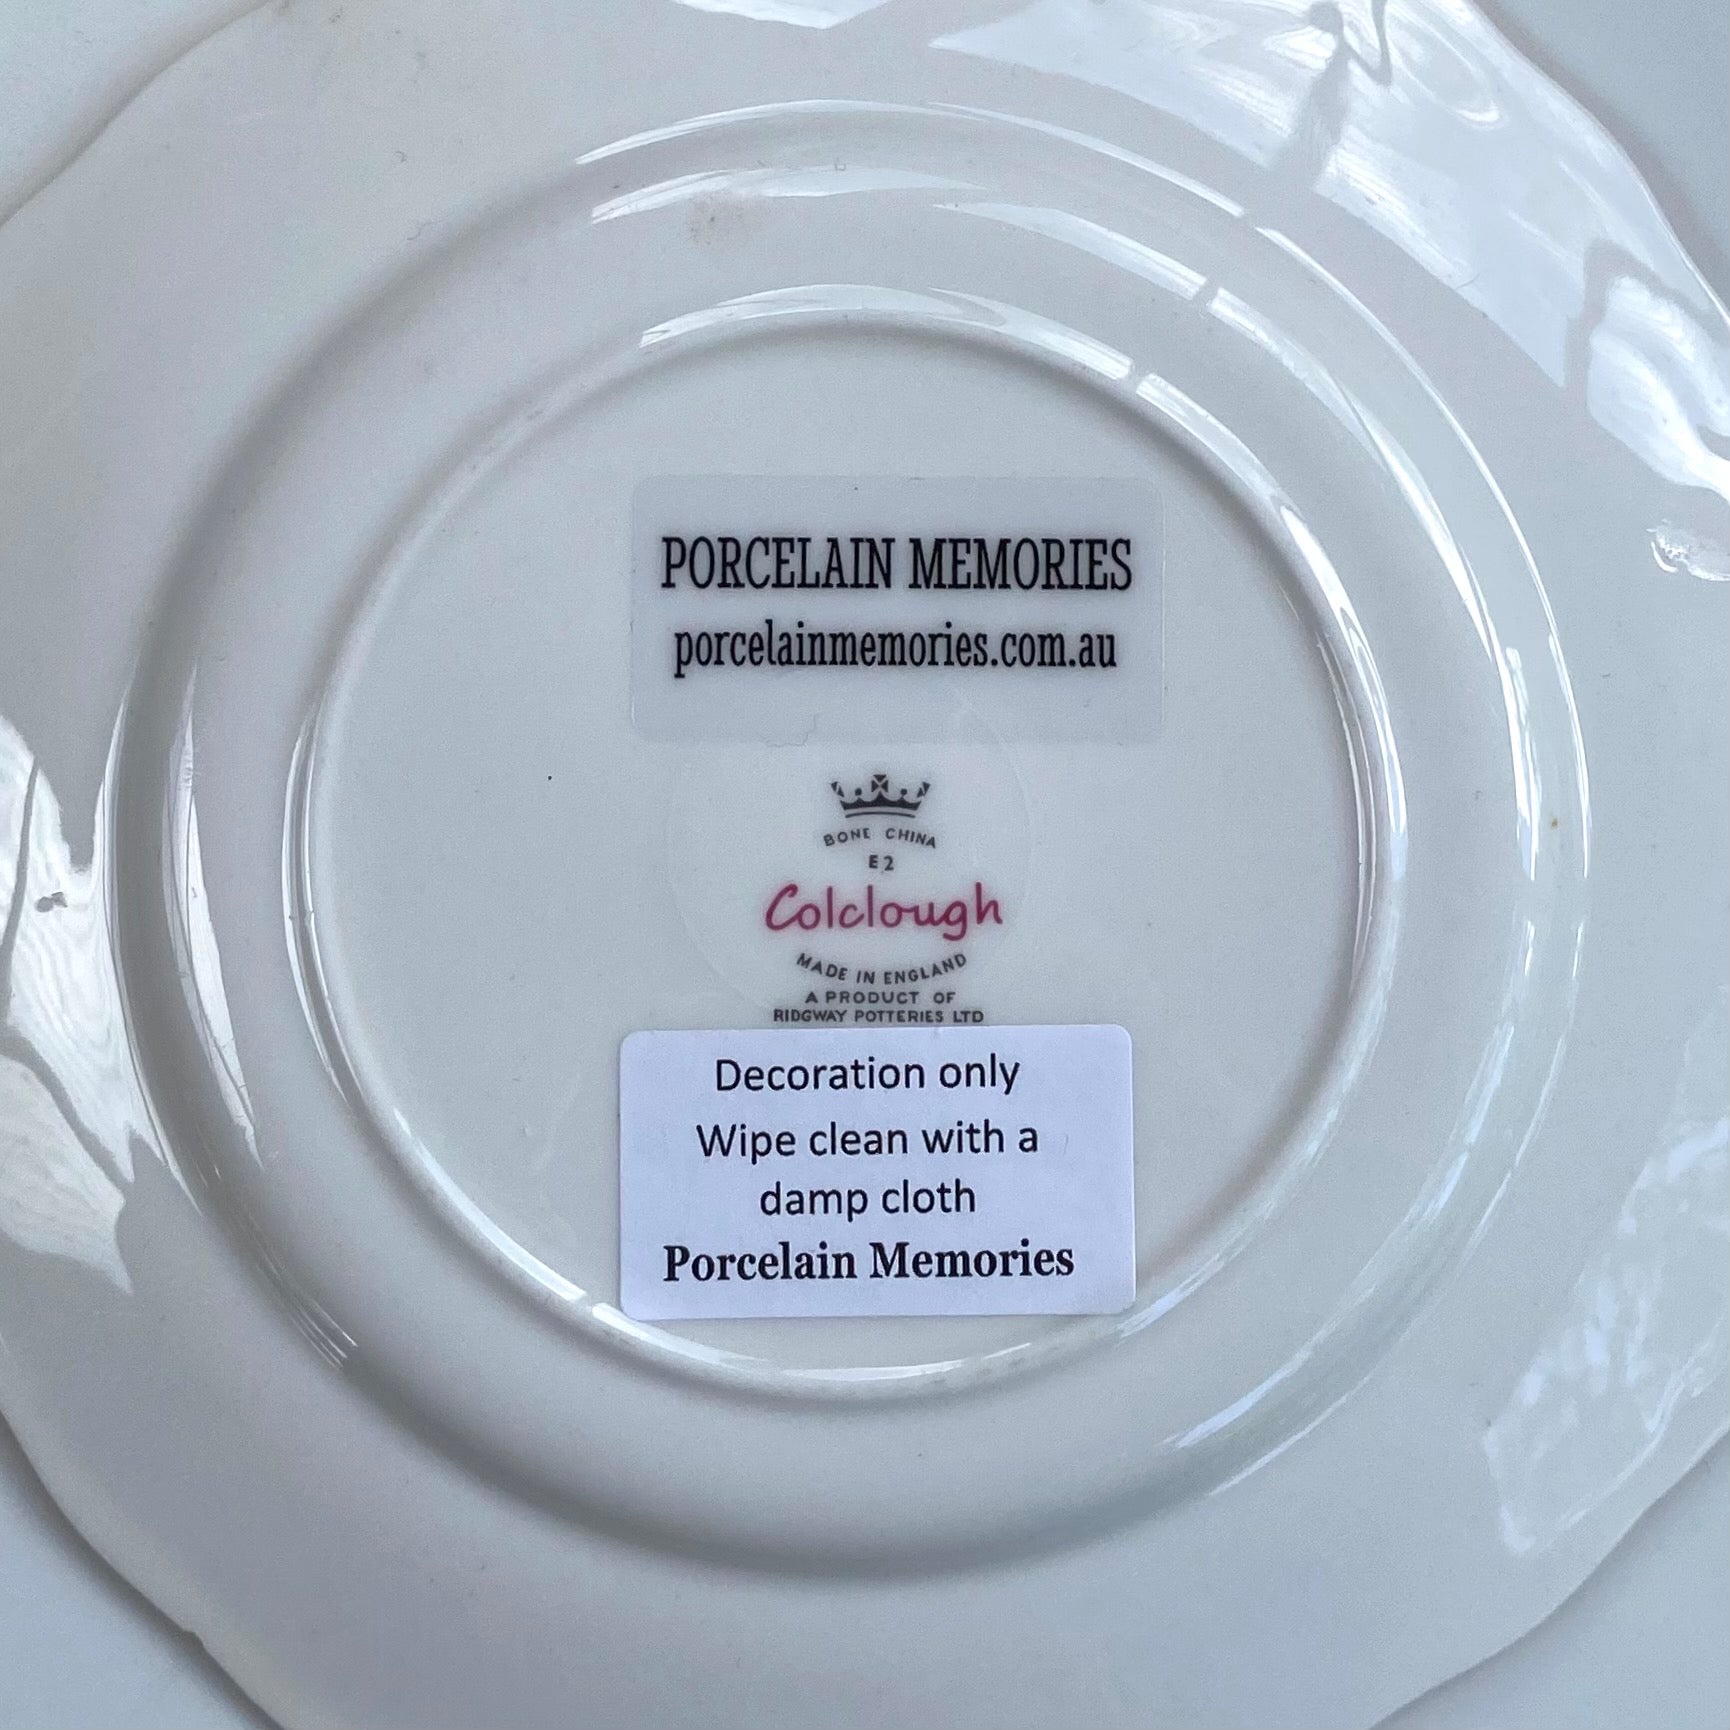 PORCELAIN MEMORIES
porcelainmemories.com.au
BONE CHINA
E2
Colclough
MADE IN ENGLAND
A PRODUCT OF
RIDGWAY POTTERIES LTD
Decoration only
Wipe clean with a
damp cloth
Porcelain Memories